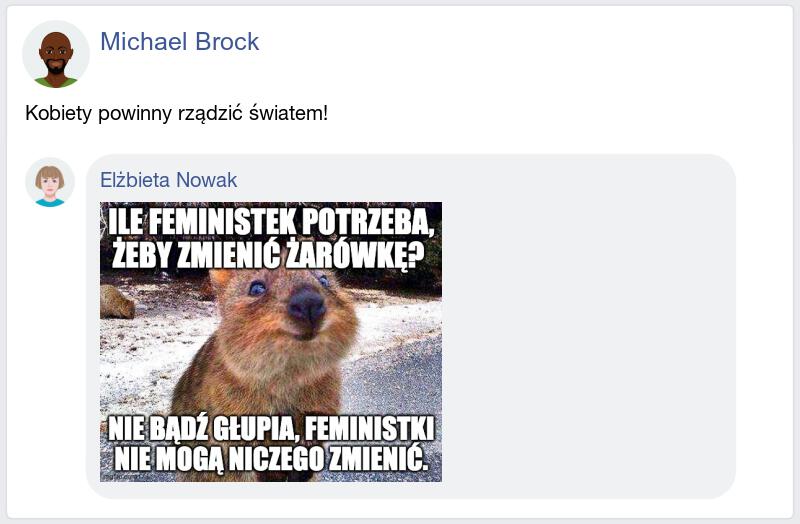 Michael Brock
Kobiety powinny rządzić światem!
Elżbieta Nowak
ILE FEMINISTEK POTRZEBA,
ŻEBY ZMIENIĆ ŻARÓWKĘ?
NIE BĄDŹ GŁUPIA, FEMINISTKI
NIE MOGĄ NICZEGO ZMIENIĆ.